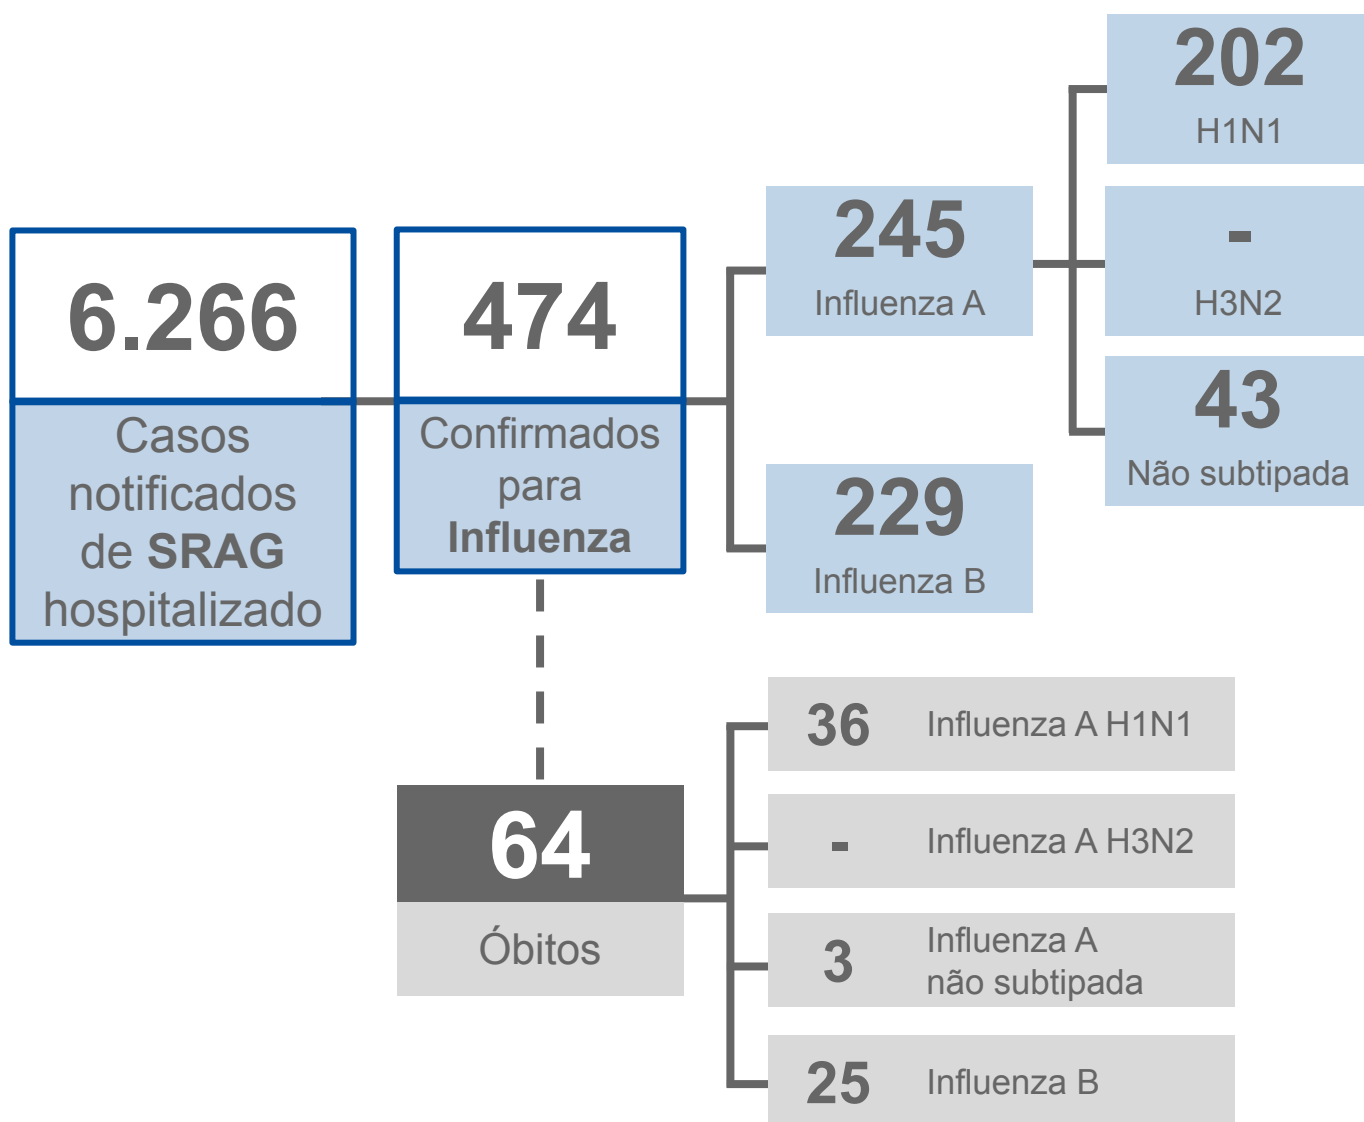 6.266
Casos
notificados
de SRAG
hospitalizado
474
Confirmados
para
Influenza
245
Influenza A
229
Influenza B
202
H1N1
-
H3N2
43
Não subtipada
64
Óbitos
36 Influenza A H1N1
- Influenza A H3N2
3 Influenza A
não subtipada
25 Influenza B